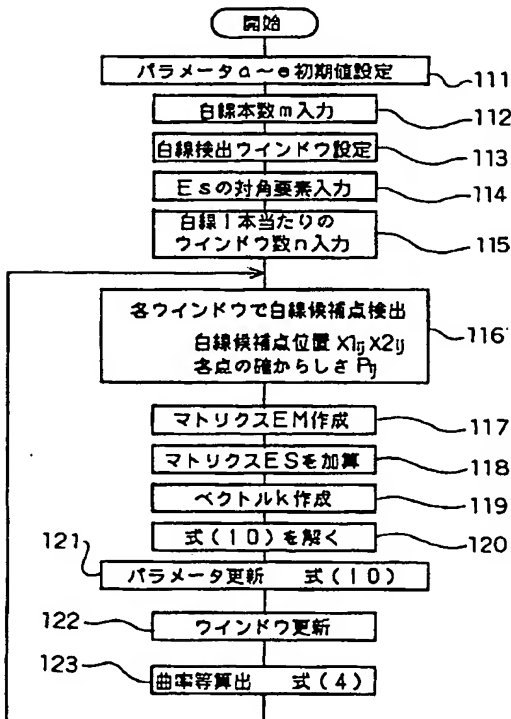 開始
パラメータa～e初期値設定
111
白線本数m入力
112
白線検出ウインドウ設定
113
Esの対角要素入力
114
白線1本当たりの
ウインドウ数n入力
115
各ウインドウで白線候補点検出
白線候補点位置 X1ij X2ij
各点の確からしさ Pij
116
マトリクスEM作成
117
マトリクスESを加算
118
ベクトルk作成
119
式(10)を解く
120
121
パラメータ更新 式(10)
122
ウインドウ更新
123
曲率等算出 式(4)